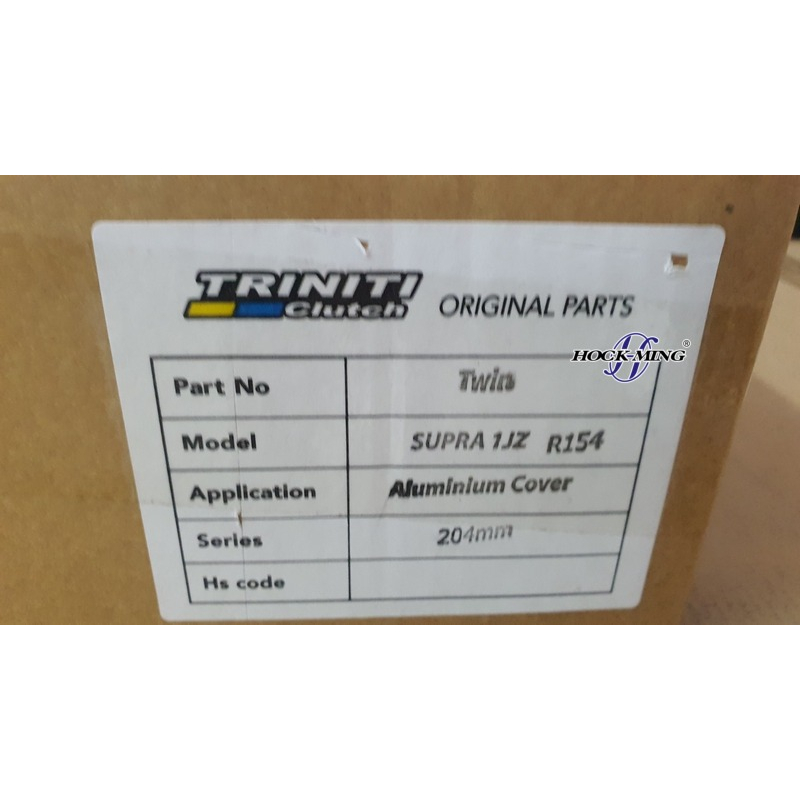 TRINITI
Clutch
ORIGINAL PARTS
HOCK-MING®
Part No Twin
Model SUPRA 1JZ R154
Application Aluminium Cover
Series 204mm
Hs code